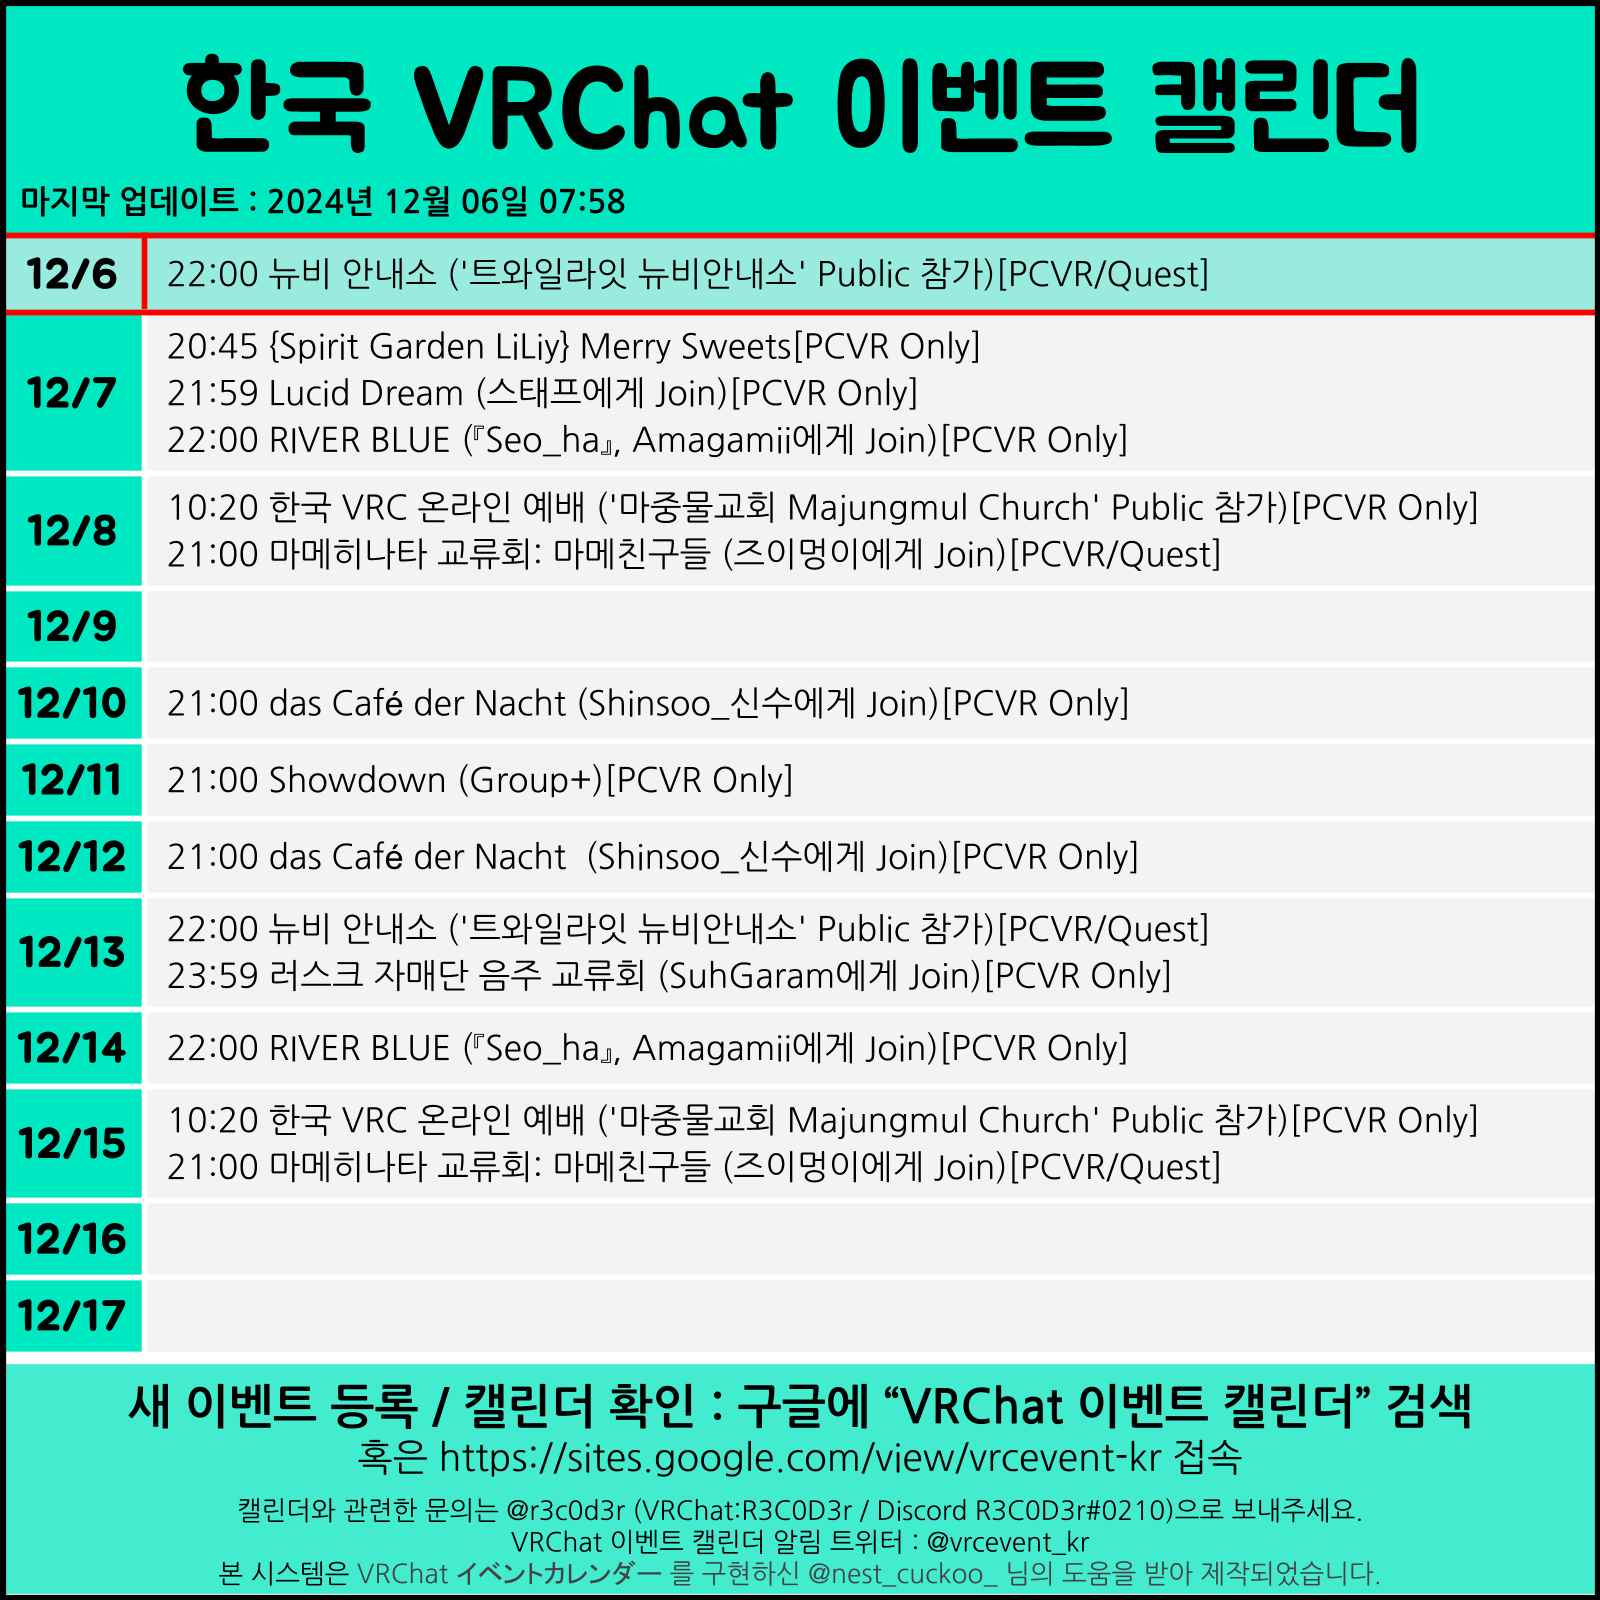 한국 VRChat 이벤트 캘린더
마지막 업데이트 : 2024년 12월 06일 07:58
12/6
22:00 뉴비 안내소 ('트와일라잇 뉴비안내소' Public 참가)[PCVR/Quest]
12/7
20:45 {Spirit Garden LiLiy} Merry Sweets[PCVR Only]
21:59 Lucid Dream (스태프에게 Join)[PCVR Only]
22:00 RIVER BLUE (『Seo_ha』, Amagamii에게 Join)[PCVR Only]
12/8
10:20 한국 VRC 온라인 예배 ('마중물교회 Majungmul Church' Public 참가)[PCVR Only]
21:00 마메히나타 교류회: 마메친구들 (즈이멍이에게 Join)[PCVR/Quest]
12/9
12/10
21:00 das Café der Nacht (Shinsoo_신수에게 Join)[PCVR Only]
12/11
21:00 Showdown (Group+)[PCVR Only]
12/12
21:00 das Café der Nacht  (Shinsoo_신수에게 Join)[PCVR Only]
12/13
22:00 뉴비 안내소 ('트와일라잇 뉴비안내소' Public 참가)[PCVR/Quest]
23:59 러스크 자매단 음주 교류회 (SuhGaram에게 Join)[PCVR Only]
12/14
22:00 RIVER BLUE (『Seo_ha』, Amagamii에게 Join)[PCVR Only]
12/15
10:20 한국 VRC 온라인 예배 ('마중물교회 Majungmul Church' Public 참가)[PCVR Only]
21:00 마메히나타 교류회: 마메친구들 (즈이멍이에게 Join)[PCVR/Quest]
12/16
12/17
새 이벤트 등록 / 캘린더 확인 : 구글에 “VRChat 이벤트 캘린더” 검색
혹은 https://sites.google.com/view/vrcevent-kr 접속
캘린더와 관련한 문의는 @r3c0d3r (VRChat:R3C0D3r / Discord R3C0D3r#0210)으로 보내주세요.
VRChat 이벤트 캘린더 알림 트위터 : @vrcevent_kr
본 시스템은 VRChat イベントカレンダー 를 구현하신 @nest_cuckoo_ 님의 도움을 받아 제작되었습니다.